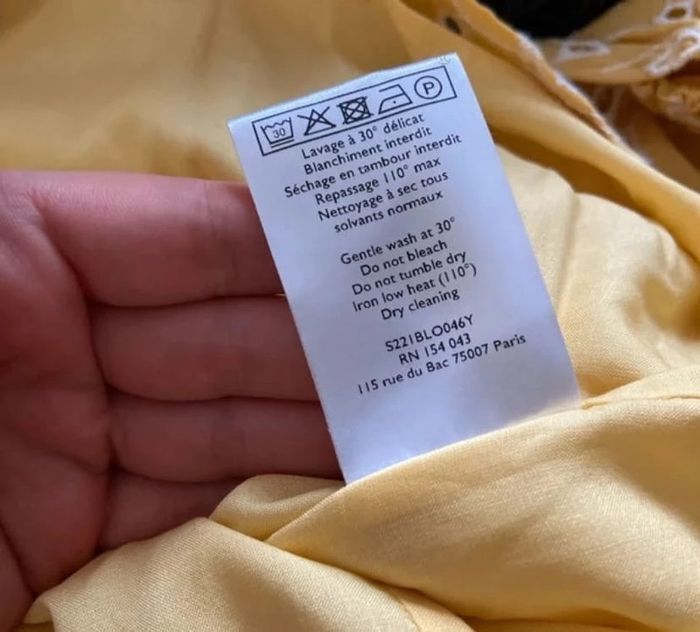 30 P
Lavage à 30° délicat
Blanchiment interdit
Séchage en tambour interdit
Repassage 110° max
Nettoyage à sec tous
solvants normaux
Gentle wash at 30°
Do not bleach
Do not tumble dry
Iron low heat (110°)
Dry cleaning
S221BLO046Y
RN 154 043
115 rue du Bac 75007 Paris